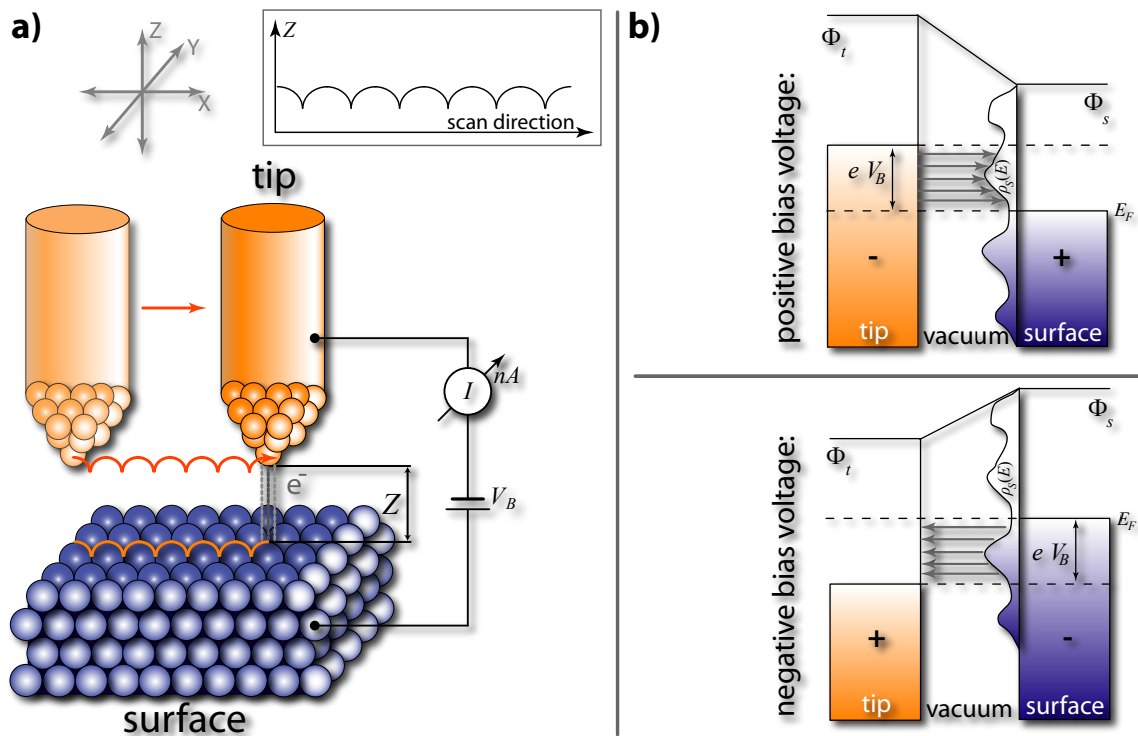 a)
Z
Y
X
Z
scan direction
tip
nA
I
e-
Z
V_B
surface
b)
positive bias voltage:
Φ_t
Φ_s
e V_B
ρ_S(E)
E_F
-
+
tip
vacuum
surface
negative bias voltage:
Φ_t
Φ_s
ρ_S(E)
E_F
e V_B
+
-
tip
vacuum
surface